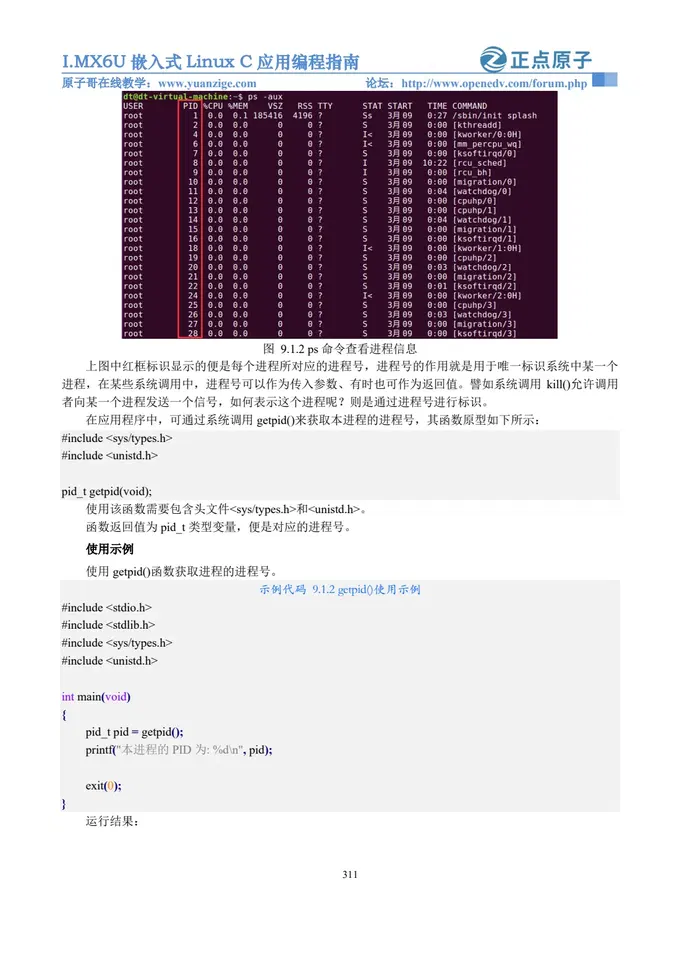 I.MX6U 嵌入式 Linux C 应用编程指南
正点原子
原子哥在线教学：www.yuanzige.com 论坛：http://www.openedv.com/forum.php
dt@dt-virtual-machine:~$ ps -aux
USER PID %CPU %MEM VSZ RSS TTY STAT START TIME COMMAND
root 1 0.0 0.1 185416 4196 ? Ss 3月09 0:27 /sbin/init splash
root 2 0.0 0.0 0 0 ? S 3月09 0:00 [kthreadd]
root 4 0.0 0.0 0 0 ? I< 3月09 0:00 [kworker/0:0H]
root 6 0.0 0.0 0 0 ? I< 3月09 0:00 [mm_percpu_wq]
root 7 0.0 0.0 0 0 ? S 3月09 0:00 [ksoftirqd/0]
root 8 0.0 0.0 0 0 ? I 3月09 10:22 [rcu_sched]
root 9 0.0 0.0 0 0 ? I 3月09 0:00 [rcu_bh]
root 10 0.0 0.0 0 0 ? S 3月09 0:00 [migration/0]
root 11 0.0 0.0 0 0 ? S 3月09 0:04 [watchdog/0]
root 12 0.0 0.0 0 0 ? S 3月09 0:00 [cpuhp/0]
root 13 0.0 0.0 0 0 ? S 3月09 0:00 [cpuhp/1]
root 14 0.0 0.0 0 0 ? S 3月09 0:04 [watchdog/1]
root 15 0.0 0.0 0 0 ? S 3月09 0:00 [migration/1]
root 16 0.0 0.0 0 0 ? S 3月09 0:00 [ksoftirqd/1]
root 18 0.0 0.0 0 0 ? I< 3月09 0:00 [kworker/1:0H]
root 19 0.0 0.0 0 0 ? S 3月09 0:00 [cpuhp/2]
root 20 0.0 0.0 0 0 ? S 3月09 0:03 [watchdog/2]
root 21 0.0 0.0 0 0 ? S 3月09 0:00 [migration/2]
root 22 0.0 0.0 0 0 ? S 3月09 0:01 [ksoftirqd/2]
root 24 0.0 0.0 0 0 ? I< 3月09 0:00 [kworker/2:0H]
root 25 0.0 0.0 0 0 ? S 3月09 0:00 [cpuhp/3]
root 26 0.0 0.0 0 0 ? S 3月09 0:03 [watchdog/3]
root 27 0.0 0.0 0 0 ? S 3月09 0:00 [migration/3]
root 28 0.0 0.0 0 0 ? S 3月09 0:00 [ksoftirqd/3]
图 9.1.2 ps 命令查看进程信息
上图中红框标识显示的便是每个进程所对应的进程号，进程号的作用就是用于唯一标识系统中某一个
进程，在某些系统调用中，进程号可以作为传入参数、有时也可作为返回值。譬如系统调用 kill()允许调用
者向某一个进程发送一个信号，如何表示这个进程呢？则是通过进程号进行标识。
在应用程序中，可通过系统调用 getpid()来获取本进程的进程号，其函数原型如下所示：
#include <sys/types.h>
#include <unistd.h>
pid_t getpid(void);
使用该函数需要包含头文件<sys/types.h>和<unistd.h>。
函数返回值为 pid_t 类型变量，便是对应的进程号。
使用示例
使用 getpid()函数获取进程的进程号。
示例代码 9.1.2 getpid()使用示例
#include <stdio.h>
#include <stdlib.h>
#include <sys/types.h>
#include <unistd.h>
int main(void)
{
pid_t pid = getpid();
printf("本进程的 PID 为: %d\n", pid);
exit(0);
}
运行结果：
311